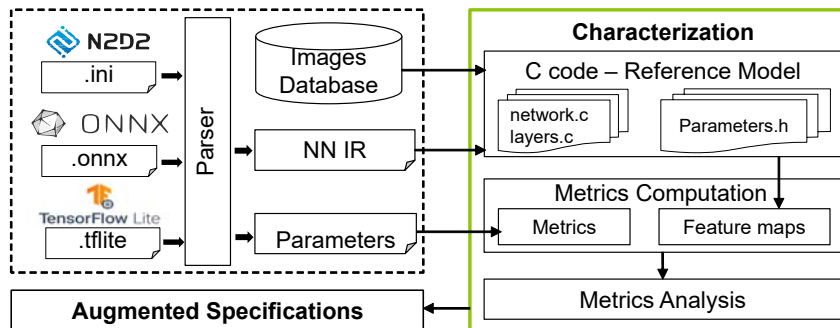 N2D2
.ini
ONNX
.onnx
TensorFlow Lite
.tflite
Parser
Images
Database
NN IR
Parameters
Augmented Specifications
Characterization
C code – Reference Model
network.c
layers.c
Parameters.h
Metrics Computation
Metrics
Feature maps
Metrics Analysis